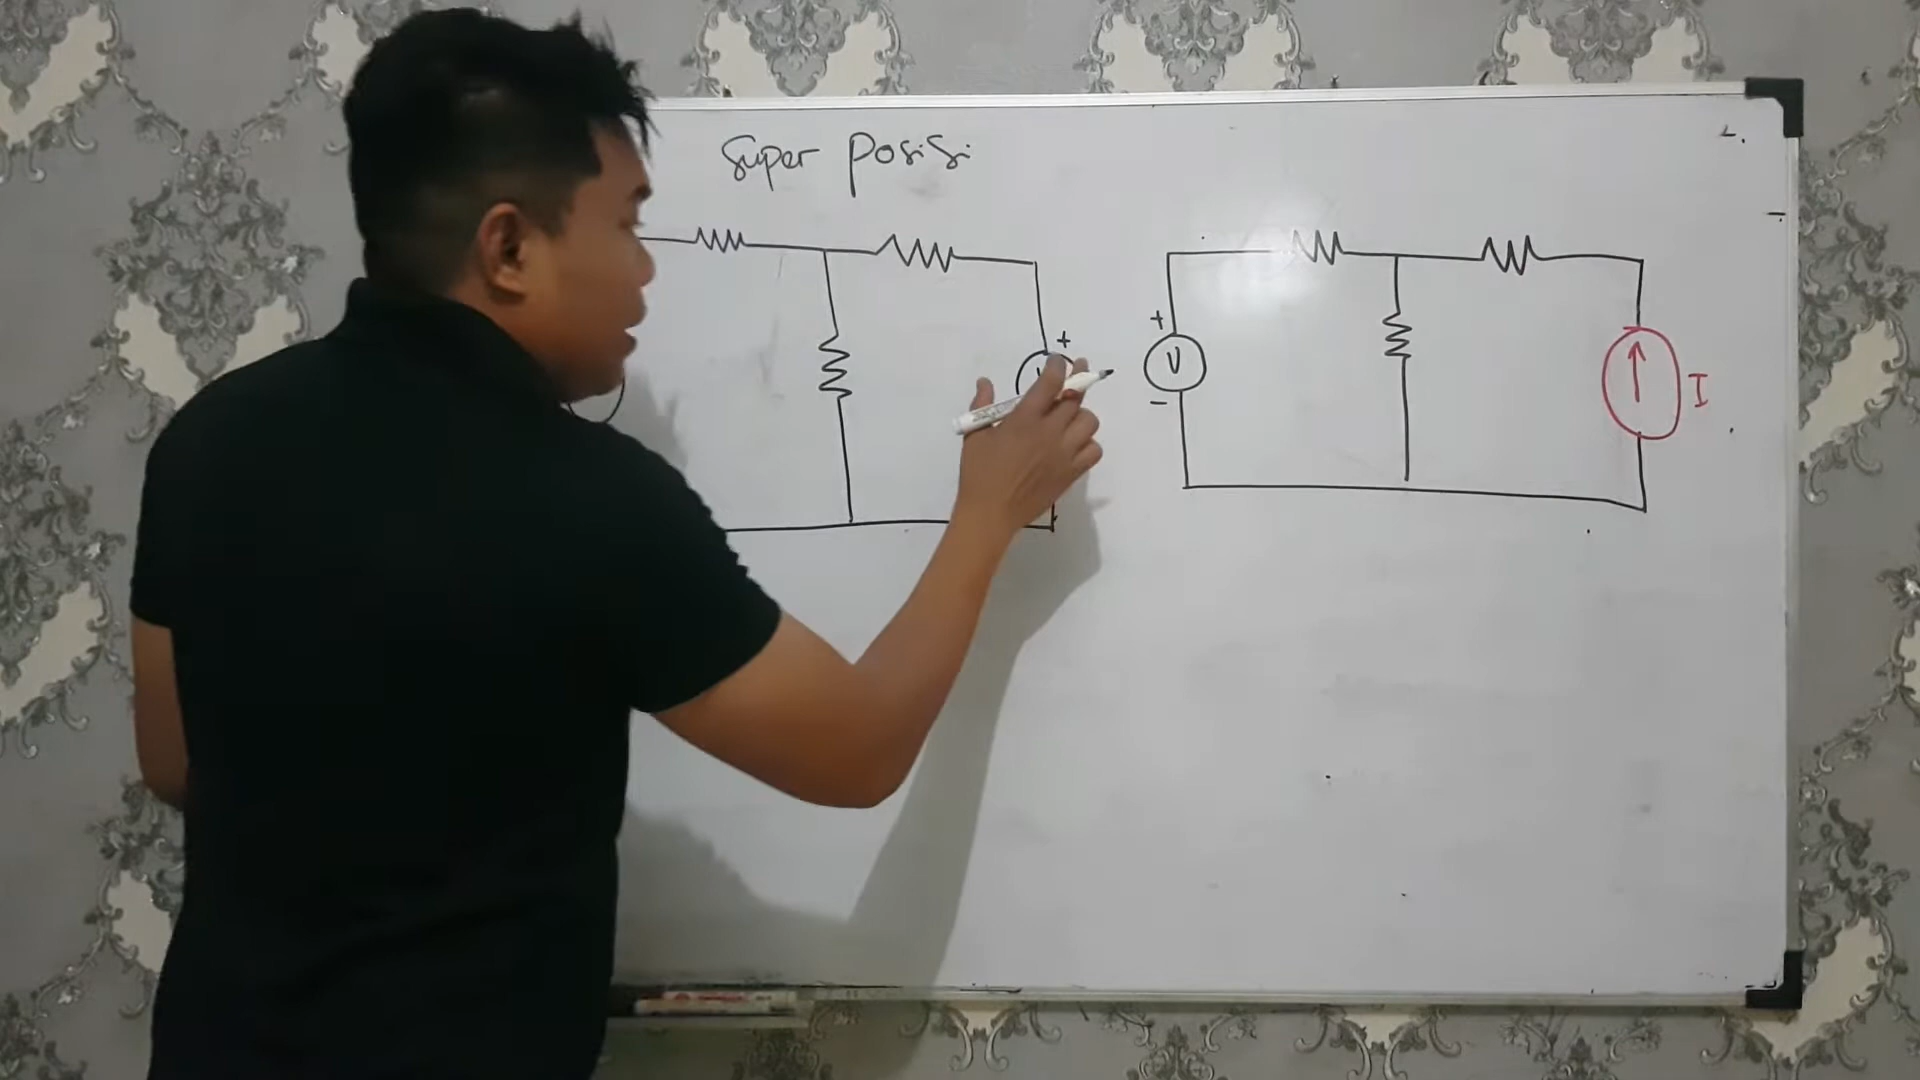 Super Posisi
+
+
V
V
I
-